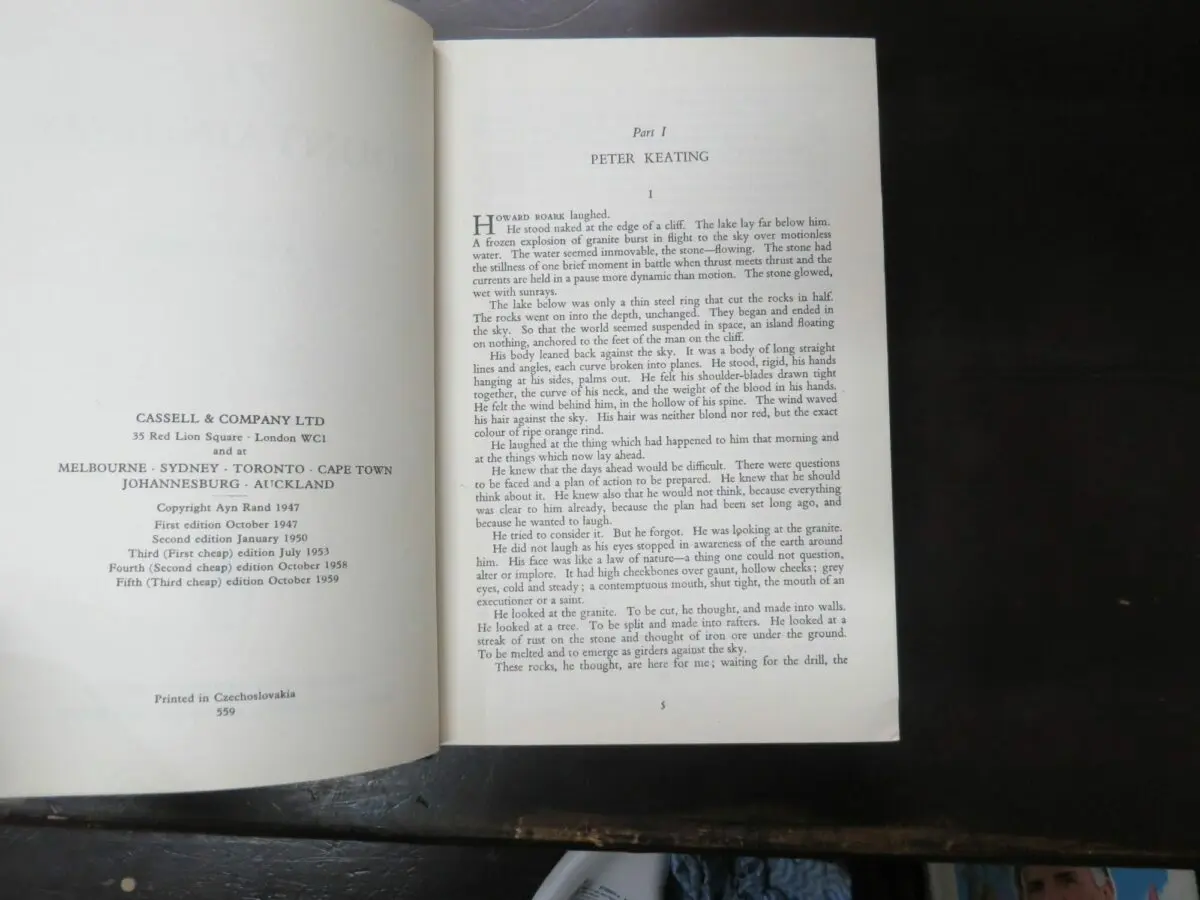 CASSELL & COMPANY LTD
35 Red Lion Square · London WC1
and at
MELBOURNE · SYDNEY · TORONTO · CAPE TOWN
JOHANNESBURG · AUCKLAND
Copyright Ayn Rand 1947
First edition October 1947
Second edition January 1950
Third (First cheap) edition July 1953
Fourth (Second cheap) edition October 1958
Fifth (Third cheap) edition October 1959
Printed in Czechoslovakia
559
Part I
PETER KEATING
I
HOWARD ROARK laughed.
He stood naked at the edge of a cliff. The lake lay far below him.
A frozen explosion of granite burst in flight to the sky over motionless
water. The water seemed immovable, the stone—flowing. The stone had
the stillness of one brief moment in battle when thrust meets thrust and the
currents are held in a pause more dynamic than motion. The stone glowed,
wet with sunrays.
The lake below was only a thin steel ring that cut the rocks in half.
The rocks went on into the depth, unchanged. They began and ended in
the sky. So that the world seemed suspended in space, an island floating
on nothing, anchored to the feet of the man on the cliff.
His body leaned back against the sky. It was a body of long straight
lines and angles, each curve broken into planes. He stood, rigid, his hands
hanging at his sides, palms out. He felt his shoulder-blades drawn tight
together, the curve of his neck, and the weight of the blood in his hands.
He felt the wind behind him, in the hollow of his spine. The wind waved
his hair against the sky. His hair was neither blond nor red, but the exact
colour of ripe orange rind.
He laughed at the thing which had happened to him that morning and
at the things which now lay ahead.
He knew that the days ahead would be difficult. There were questions
to be faced and a plan of action to be prepared. He knew that he should
think about it. He knew also that he would not think, because everything
was clear to him already, because the plan had been set long ago, and
because he wanted to laugh.
He tried to consider it. But he forgot. He was looking at the granite.
He did not laugh as his eyes stopped in awareness of the earth around
him. His face was like a law of nature—a thing one could not question,
alter or implore. It had high cheekbones over gaunt, hollow cheeks; grey
eyes, cold and steady; a contemptuous mouth, shut tight, the mouth of an
executioner or a saint.
He looked at the granite. To be cut, he thought, and made into walls.
He looked at a tree. To be split and made into rafters. He looked at a
streak of rust on the stone and thought of iron ore under the ground.
To be melted and to emerge as girders against the sky.
These rocks, he thought, are here for me; waiting for the drill, the
5